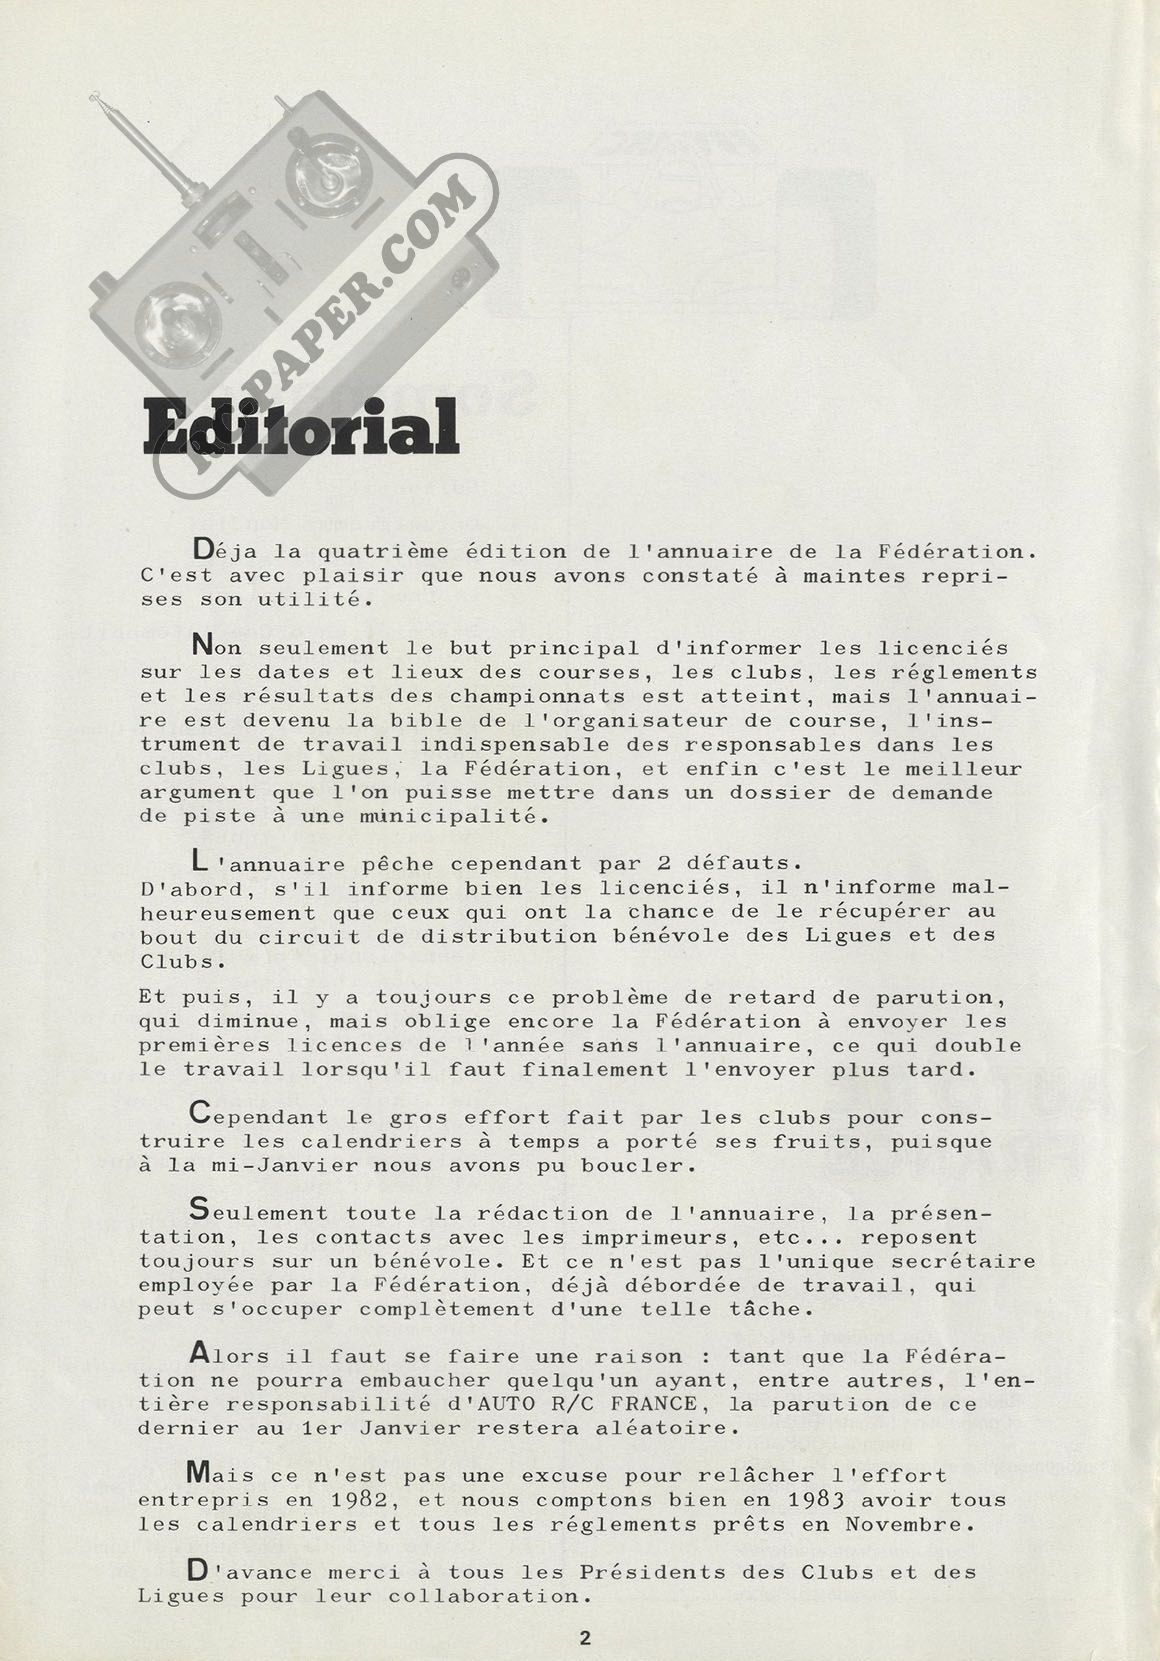 RCPAPER.COM
Editorial
Déja la quatrième édition de l'annuaire de la Fédération.
C'est avec plaisir que nous avons constaté à maintes repri-
ses son utilité.
Non seulement le but principal d'informer les licenciés
sur les dates et lieux des courses, les clubs, les réglements
et les résultats des championnats est atteint, mais l'annuai-
re est devenu la bible de l'organisateur de course, l'ins-
trument de travail indispensable des responsables dans les
clubs, les Ligues, la Fédération, et enfin c'est le meilleur
argument que l'on puisse mettre dans un dossier de demande
de piste à une municipalité.
L'annuaire pêche cependant par 2 défauts.
D'abord, s'il informe bien les licenciés, il n'informe mal-
heureusement que ceux qui ont la chance de le récupérer au
bout du circuit de distribution bénévole des Ligues et des
Clubs.
Et puis, il y a toujours ce problème de retard de parution,
qui diminue, mais oblige encore la Fédération à envoyer les
premières licences de l'année sans l'annuaire, ce qui double
le travail lorsqu'il faut finalement l'envoyer plus tard.
Cependant le gros effort fait par les clubs pour cons-
truire les calendriers à temps a porté ses fruits, puisque
à la mi-Janvier nous avons pu boucler.
Seulement toute la rédaction de l'annuaire, la présen-
tation, les contacts avec les imprimeurs, etc... reposent
toujours sur un bénévole. Et ce n'est pas l'unique secrétaire
employée par la Fédération, déjà débordée de travail, qui
peut s'occuper complètement d'une telle tâche.
Alors il faut se faire une raison : tant que la Fédéra-
tion ne pourra embaucher quelqu'un ayant, entre autres, l'en-
tière responsabilité d'AUTO R/C FRANCE, la parution de ce
dernier au 1er Janvier restera aléatoire.
Mais ce n'est pas une excuse pour relâcher l'effort
entrepris en 1982, et nous comptons bien en 1983 avoir tous
les calendriers et tous les réglements prêts en Novembre.
D'avance merci à tous les Présidents des Clubs et des
Ligues pour leur collaboration.
2